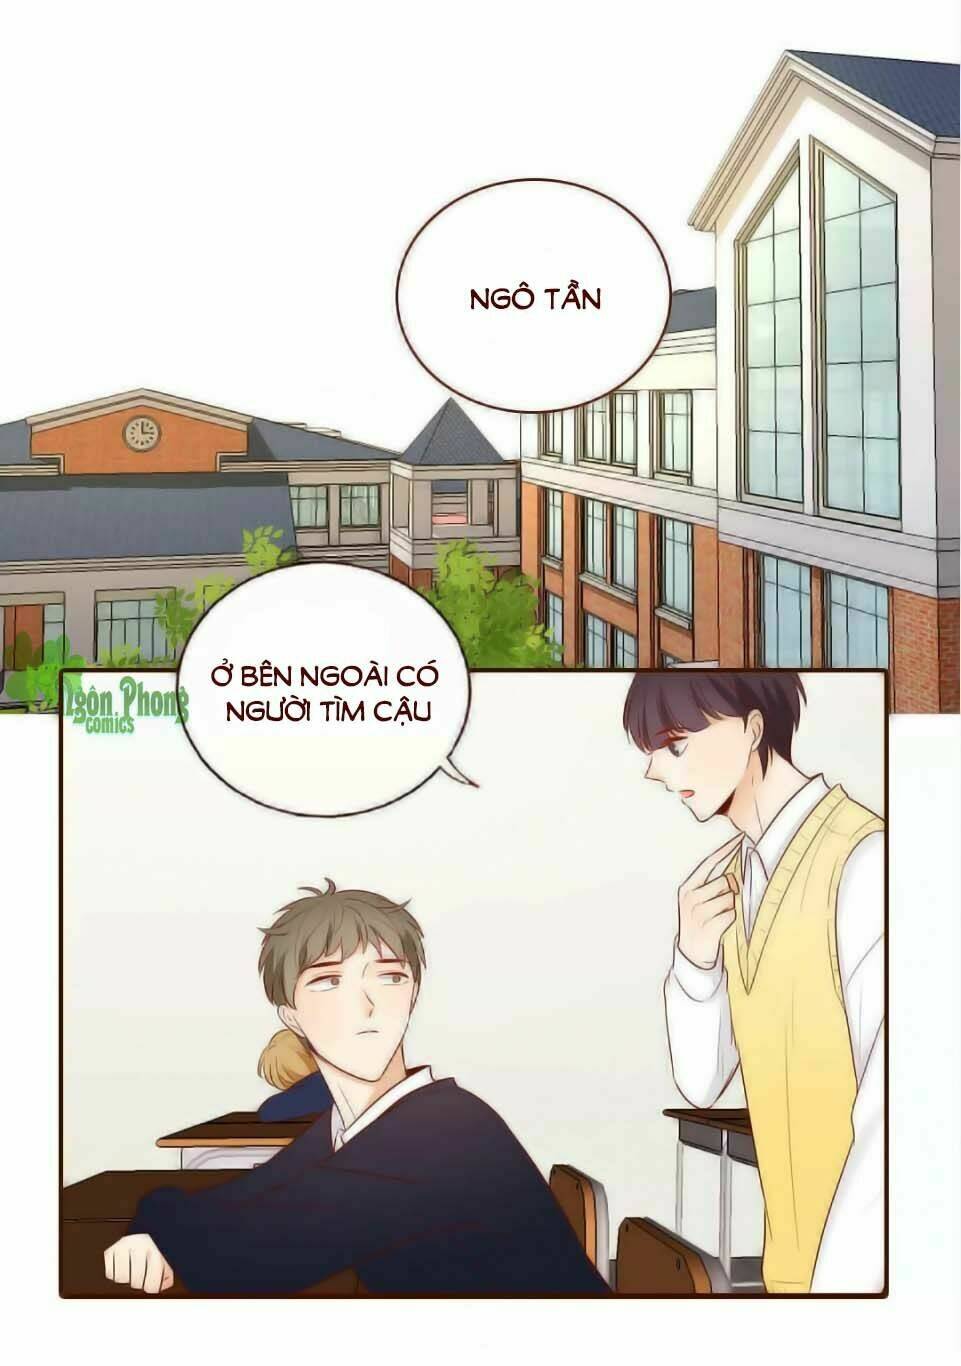 NGÔ TẦN
Ở BÊN NGOÀI CÓ
NGƯỜI TÌM CẬU
Ngôn Phong
comics